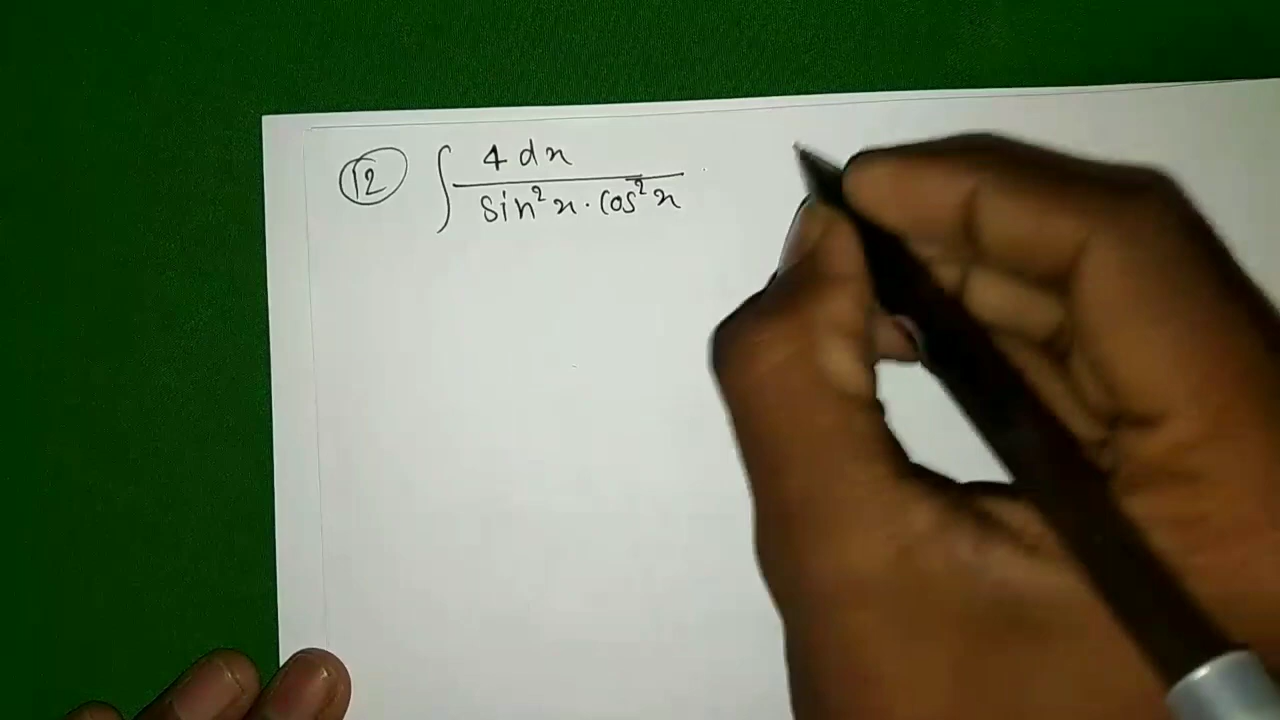 12 ∫ 4 dx
sin²x · cos²x